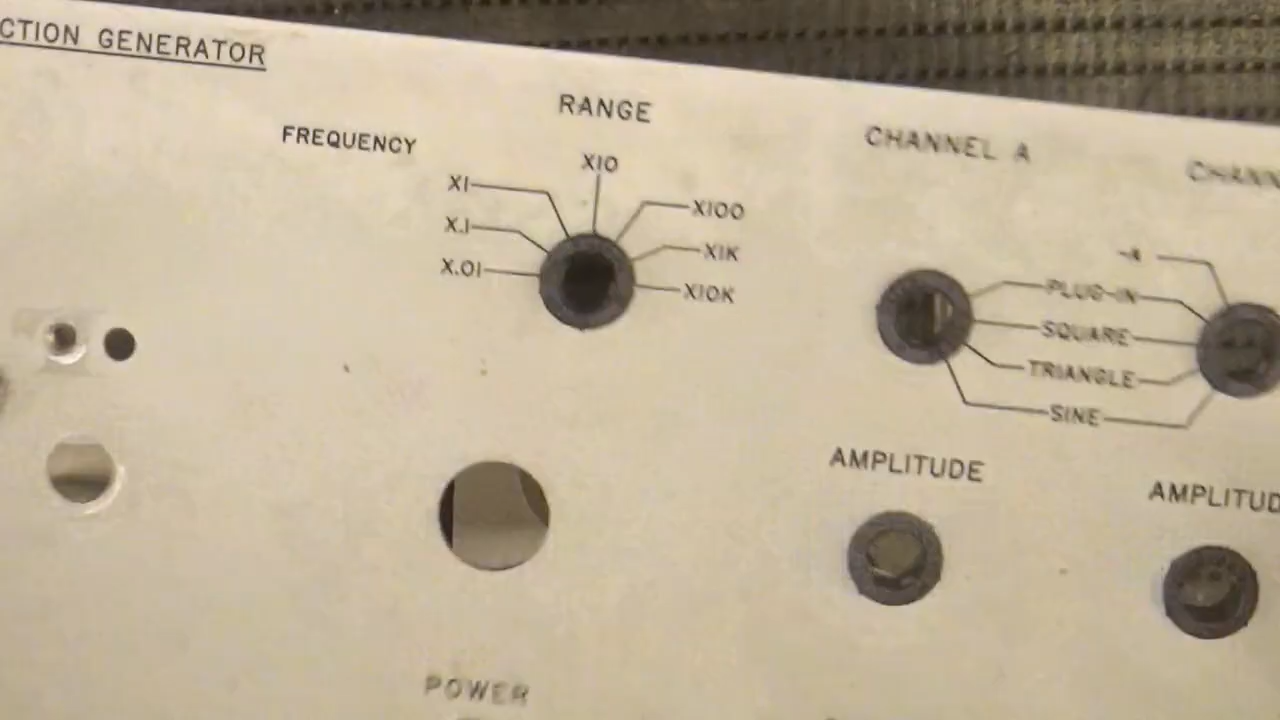 CTION GENERATOR
RANGE
FREQUENCY
CHANNEL A
CHANN
X10
X1
X100
X.1
X1K
X.01
X10K
-A
PLUG-IN
SQUARE
TRIANGLE
SINE
AMPLITUDE
AMPLITUD
POWER